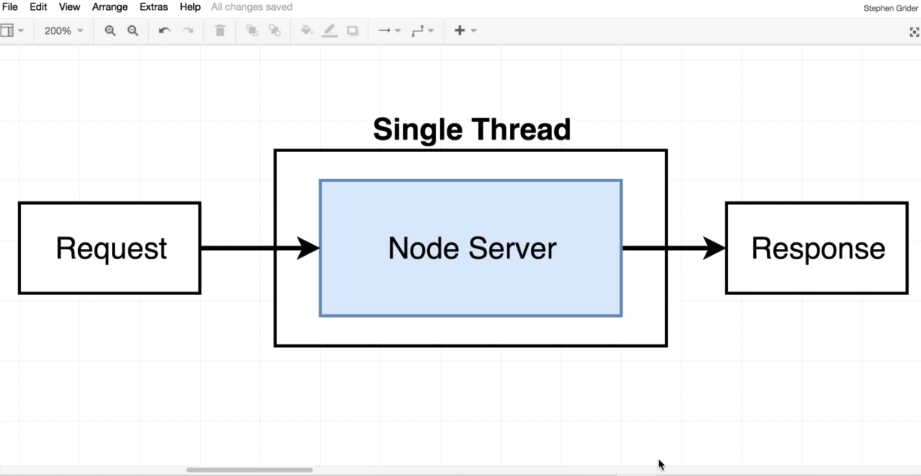 File Edit View Arrange Extras Help All changes saved
Stephen Grider
200%
Single Thread
Request
Node Server
Response